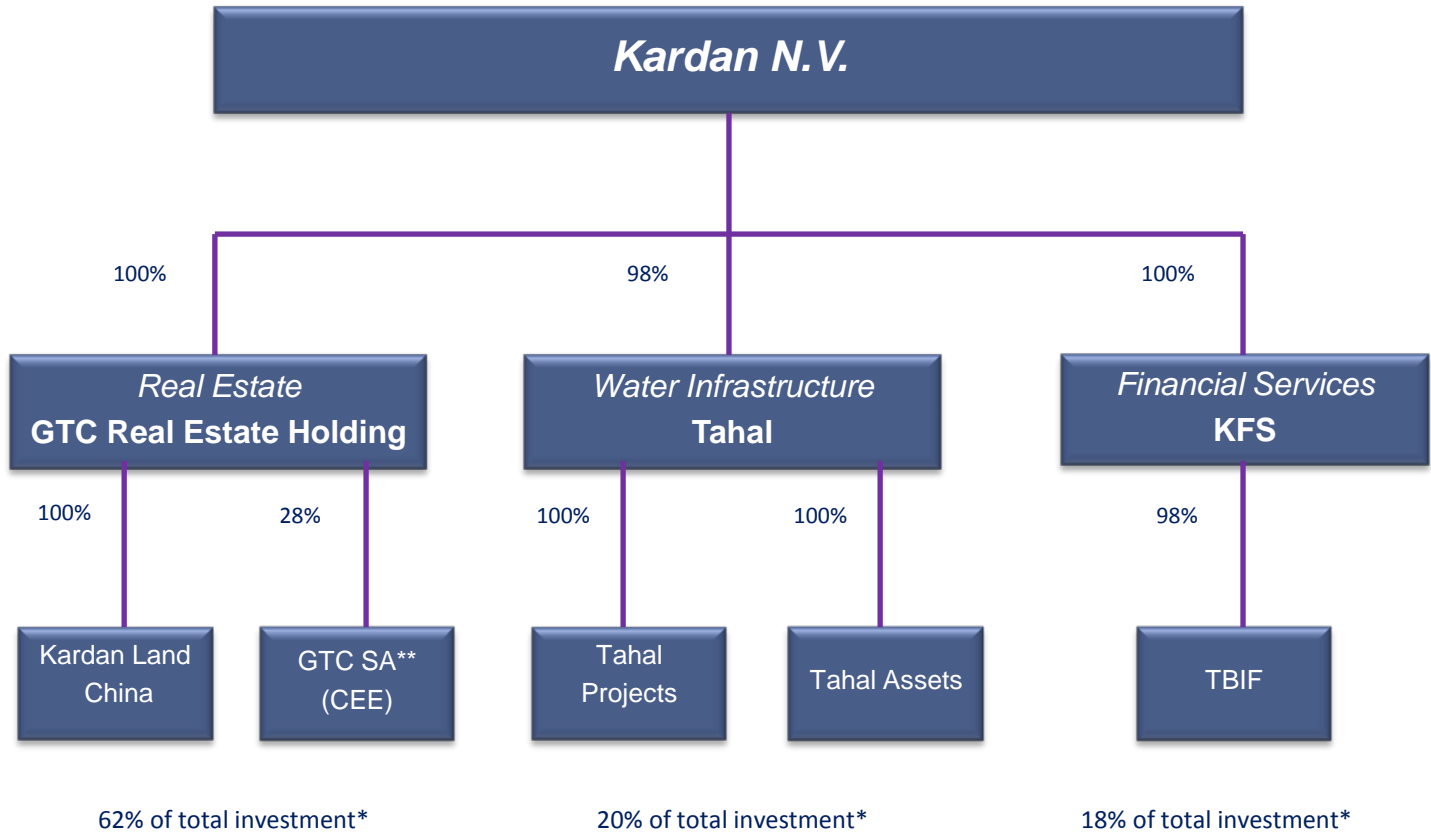 Kardan N.V.
100%
98%
100%
Real Estate
GTC Real Estate Holding
Water Infrastructure
Tahal
Financial Services
KFS
100%
28%
100%
100%
98%
Kardan Land
China
GTC SA**
(CEE)
Tahal
Projects
Tahal Assets
TBIF
62% of total investment*
20% of total investment*
18% of total investment*